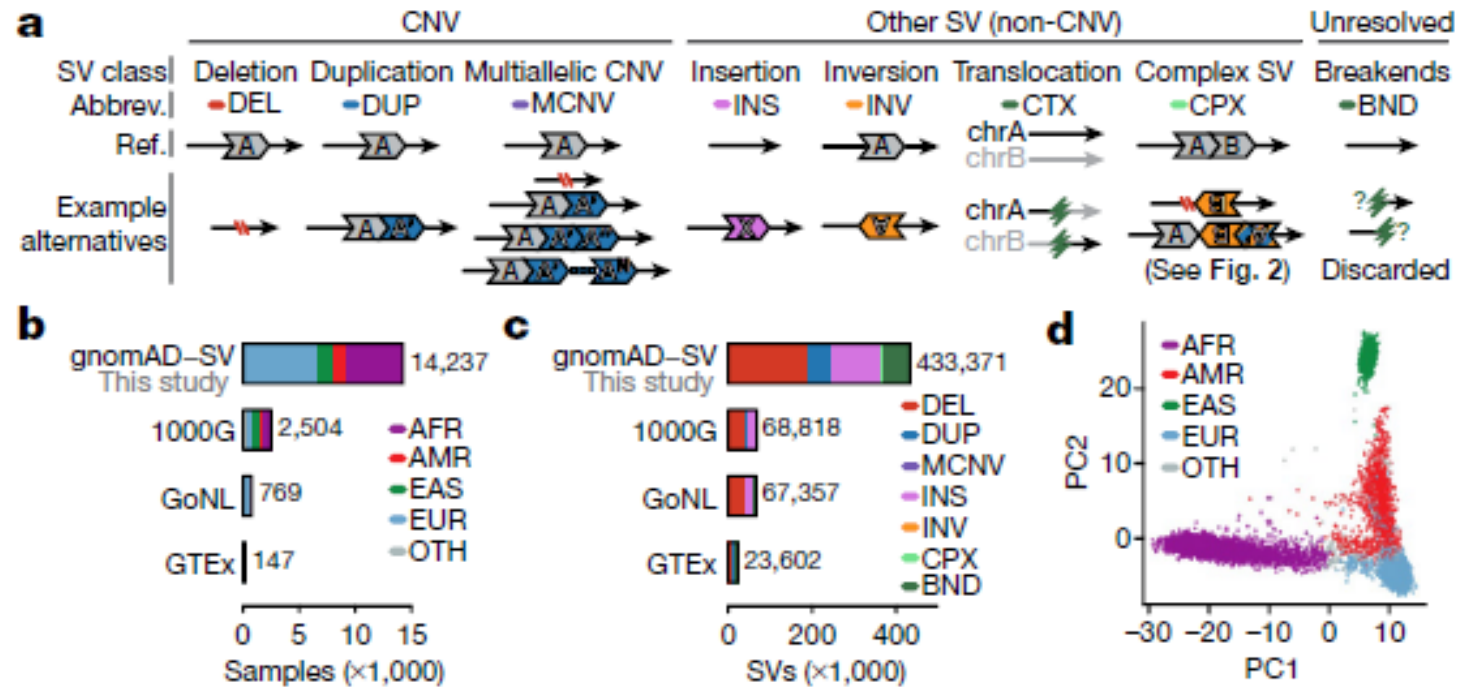 a
CNV
Other SV (non-CNV)
Unresolved
SV class Deletion Duplication Multiallelic CNV Insertion Inversion Translocation Complex SV Breakends
Abbrev. DEL DUP MCNV INS INV CTX CPX BND
Ref. A A A A chrA chrB A B
Example alternatives
A
A
A
A
A N
chrA
chrB
A
? ?
(See Fig. 2) Discarded
b
gnomAD–SV 14,237
This study
1000G 2,504
GoNL 769
GTEx 147
AFR
AMR
EAS
EUR
OTH
0 5 10 15
Samples (×1,000)
c
gnomAD–SV 433,371
This study
1000G 68,818
GoNL 67,357
GTEx 23,602
DEL
DUP
MCNV
INS
INV
CPX
BND
0 200 400
SVs (×1,000)
d
AFR
AMR
EAS
EUR
OTH
PC2
20
10
0
−30 −20 −10 0 10
PC1